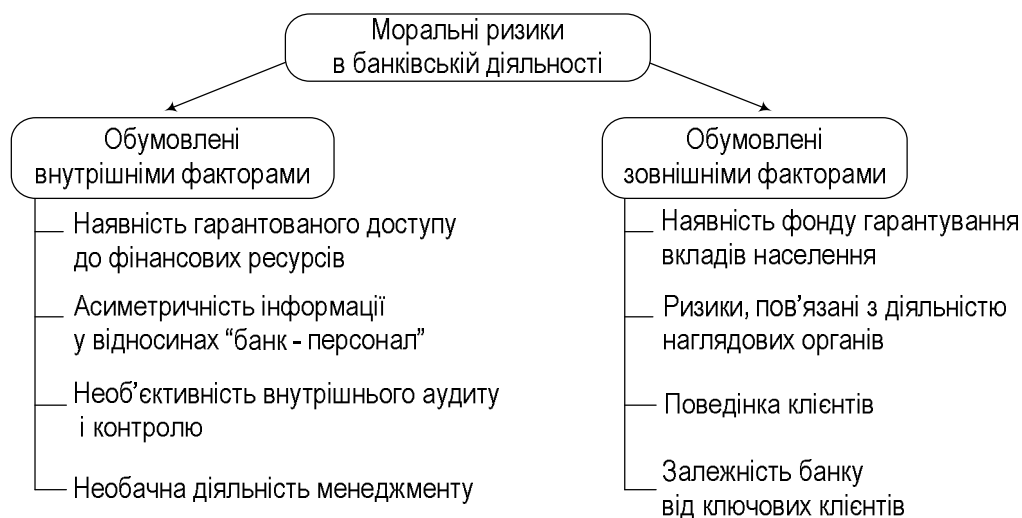 Моральні ризики
в банківській діяльності
Обумовлені
внутрішніми факторами
Наявність гарантованого доступу
до фінансових ресурсів
Асиметричність інформації
у відносинах “банк - персонал”
Необ’єктивність внутрішнього аудиту
і контролю
Необачна діяльність менеджменту
Обумовлені
зовнішніми факторами
Наявність фонду гарантування
вкладів населення
Ризики, пов’язані з діяльністю
наглядових органів
Поведінка клієнтів
Залежність банку
від ключових клієнтів